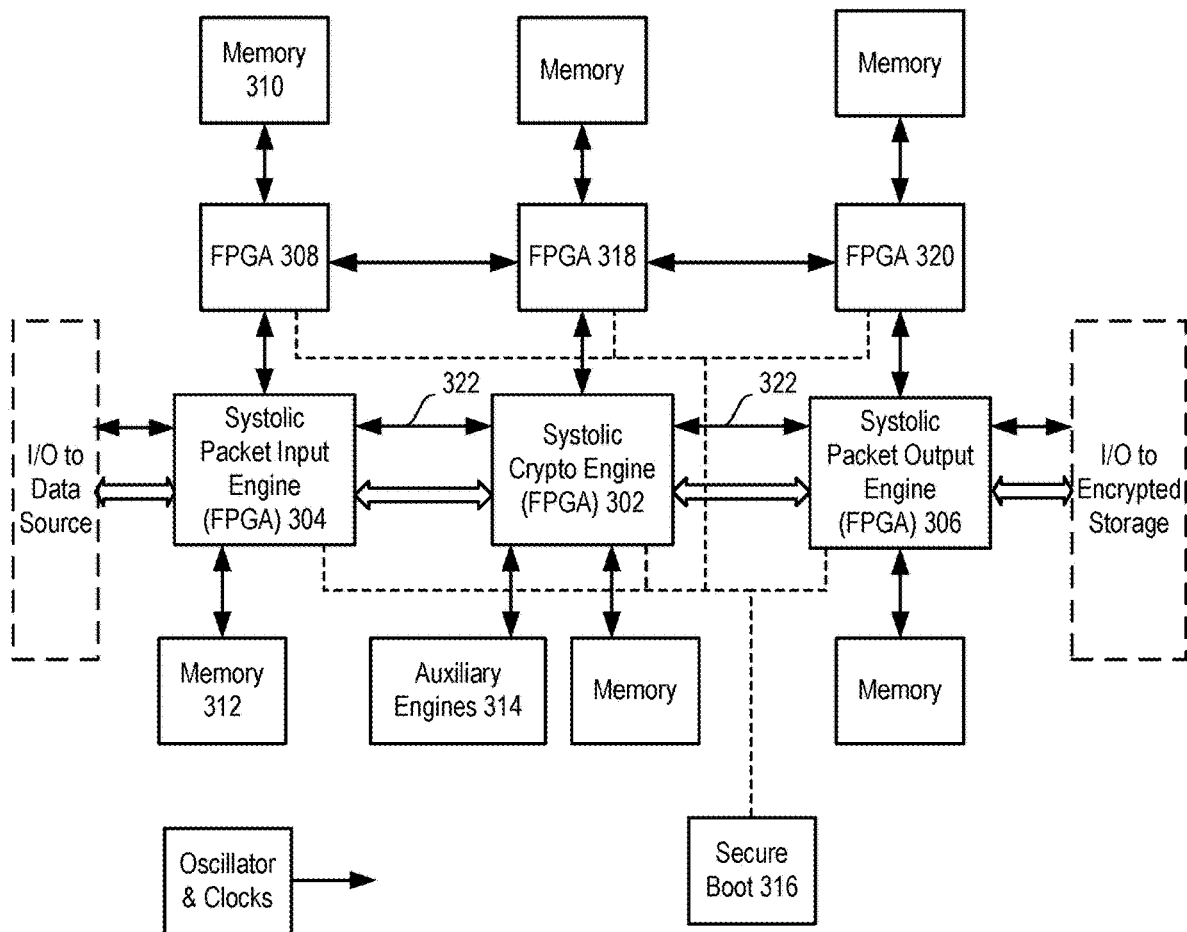 Memory
310
Memory
Memory
FPGA 308
FPGA 318
FPGA 320
322
322
I/O to
Data
Source
Systolic
Packet Input
Engine
(FPGA) 304
Systolic
Crypto Engine
(FPGA) 302
Systolic
Packet Output
Engine
(FPGA) 306
I/O to
Encrypted
Storage
Memory
312
Auxiliary
Engines 314
Memory
Memory
Oscillator
& Clocks
Secure
Boot 316